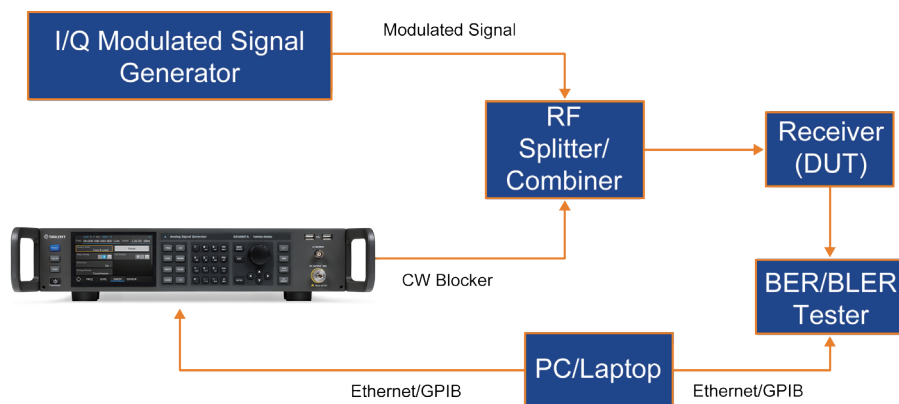 I/Q Modulated Signal
Generator
Modulated Signal
RF
Splitter/
Combiner
Receiver
(DUT)
SIGLENT
CW Blocker
BER/BLER
Tester
PC/Laptop
Ethernet/GPIB
Ethernet/GPIB